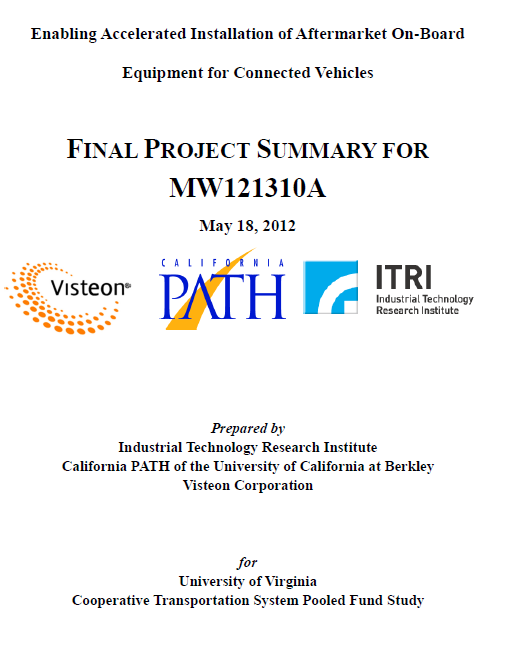 Enabling Accelerated Installation of Aftermarket On-Board
Equipment for Connected Vehicles
FINAL PROJECT SUMMARY FOR
MW121310A
May 18, 2012
Visteon®
CALIFORNIA
PATH
ITRI
Industrial Technology
Research Institute
Prepared by
Industrial Technology Research Institute
California PATH of the University of California at Berkley
Visteon Corporation
for
University of Virginia
Cooperative Transportation System Pooled Fund Study